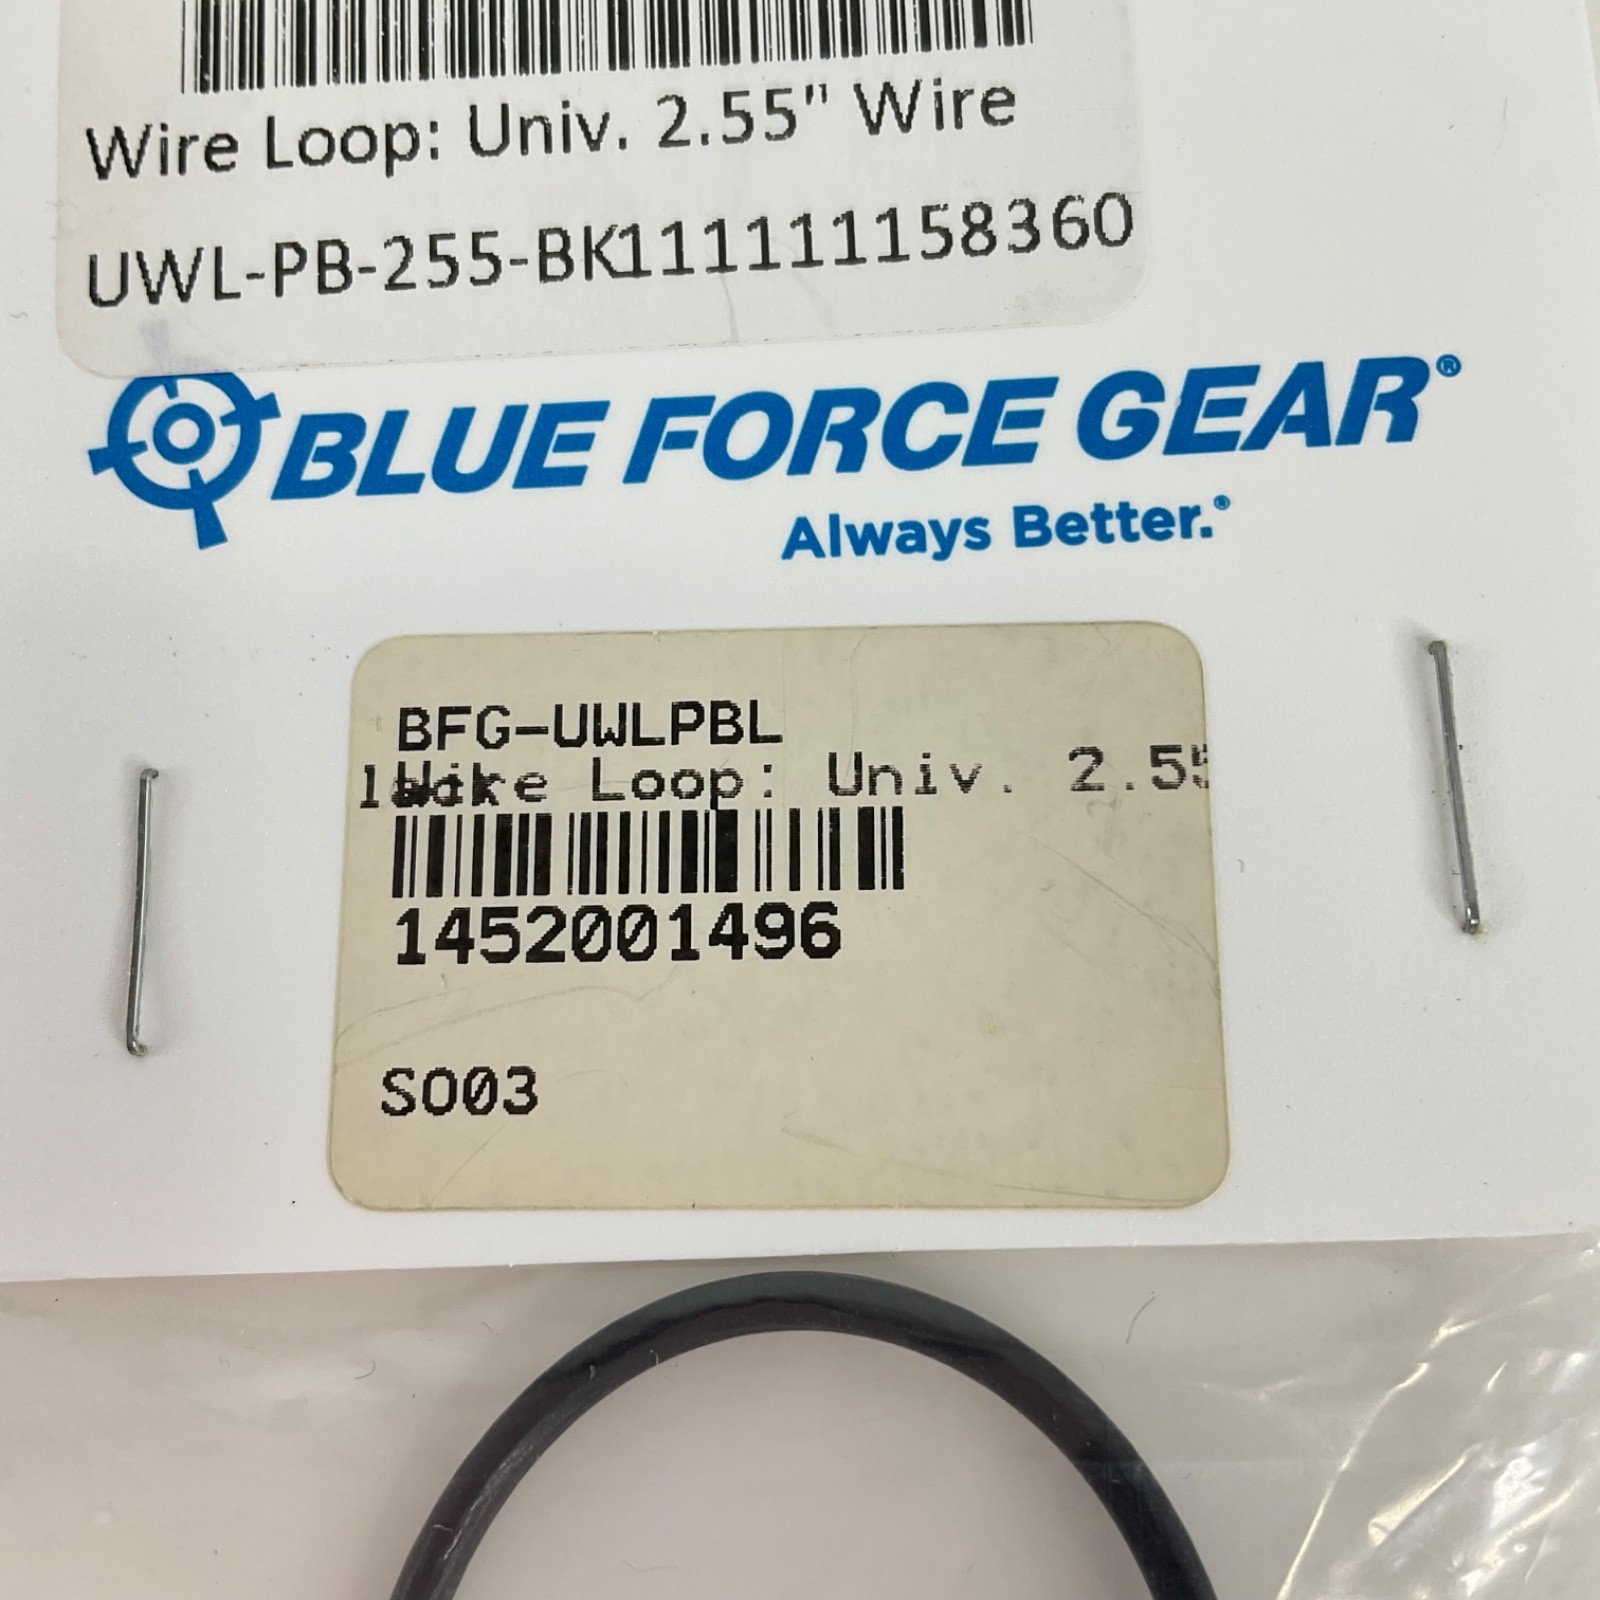 Wire Loop: Univ. 2.55" Wire
UWL-PB-255-BK111111158360
BLUE FORCE GEAR®
Always Better.®
BFG-UWLPBL
Wire Loop: Univ. 2.55
1452001496
SO03